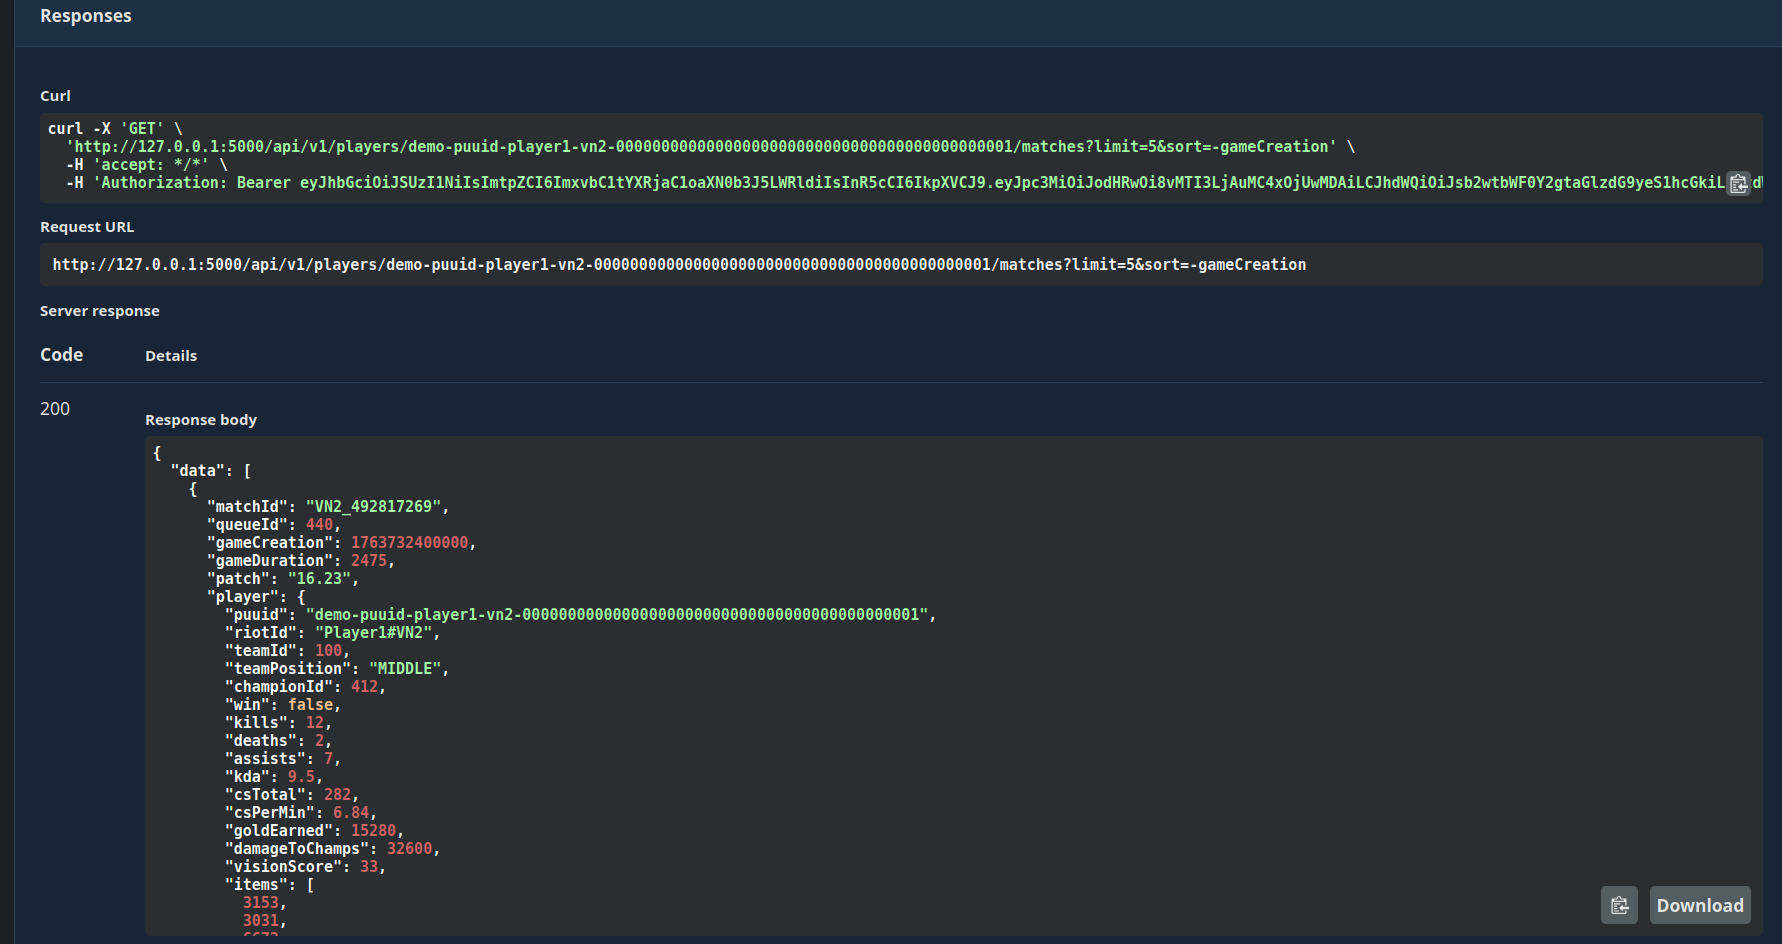 Responses
Curl
curl -X 'GET' \
'http://127.0.0.1:5000/api/v1/players/demo-puuid-player1-vn2-00000000000000000000000000000000000000000001/matches?limit=5&sort=-gameCreation' \
-H 'accept: */*' \
-H 'Authorization: Bearer eyJhbGciOiJSUzI1NiIsImtpZCI6ImxvbC1tYXRjaC1oaXN0b3J5LWRldiIsInR5cCI6IkpXVCJ9.eyJpc3MiOiJodHRwOi8vMTI3LjAuMC4xOjUwMDAiLCJhdWQiOiJsb2wtbWF0Y2gtaGlzdG9yeS1hcGkiL
Request URL
http://127.0.0.1:5000/api/v1/players/demo-puuid-player1-vn2-00000000000000000000000000000000000000000001/matches?limit=5&sort=-gameCreation
Server response
Code
Details
200
Response body
{
"data": [
{
"matchId": "VN2_492817269",
"queueId": 440,
"gameCreation": 1763732400000,
"gameDuration": 2475,
"patch": "16.23",
"player": {
"puuid": "demo-puuid-player1-vn2-00000000000000000000000000000000000000000001",
"riotId": "Player1#VN2",
"teamId": 100,
"teamPosition": "MIDDLE",
"championId": 412,
"win": false,
"kills": 12,
"deaths": 2,
"assists": 7,
"kda": 9.5,
"csTotal": 282,
"csPerMin": 6.84,
"goldEarned": 15280,
"damageToChamps": 32600,
"visionScore": 33,
"items": [
3153,
3031,
Download